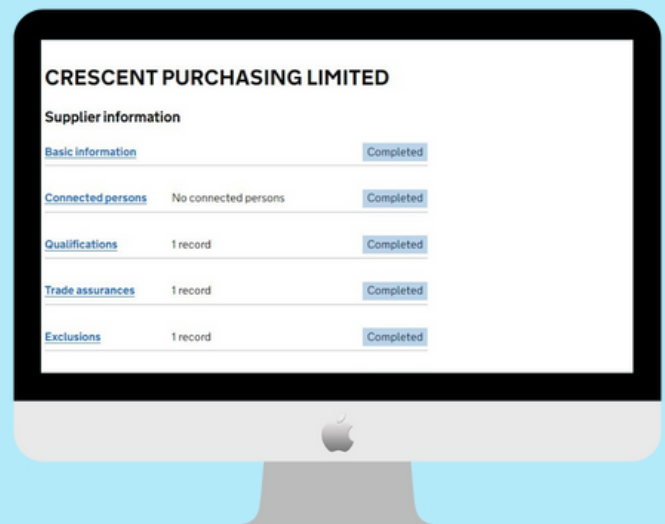 CRESCENT PURCHASING LIMITED
Supplier information
Basic information Completed
Connected persons No connected persons Completed
Qualifications 1 record Completed
Trade assurances 1 record Completed
Exclusions 1 record Completed